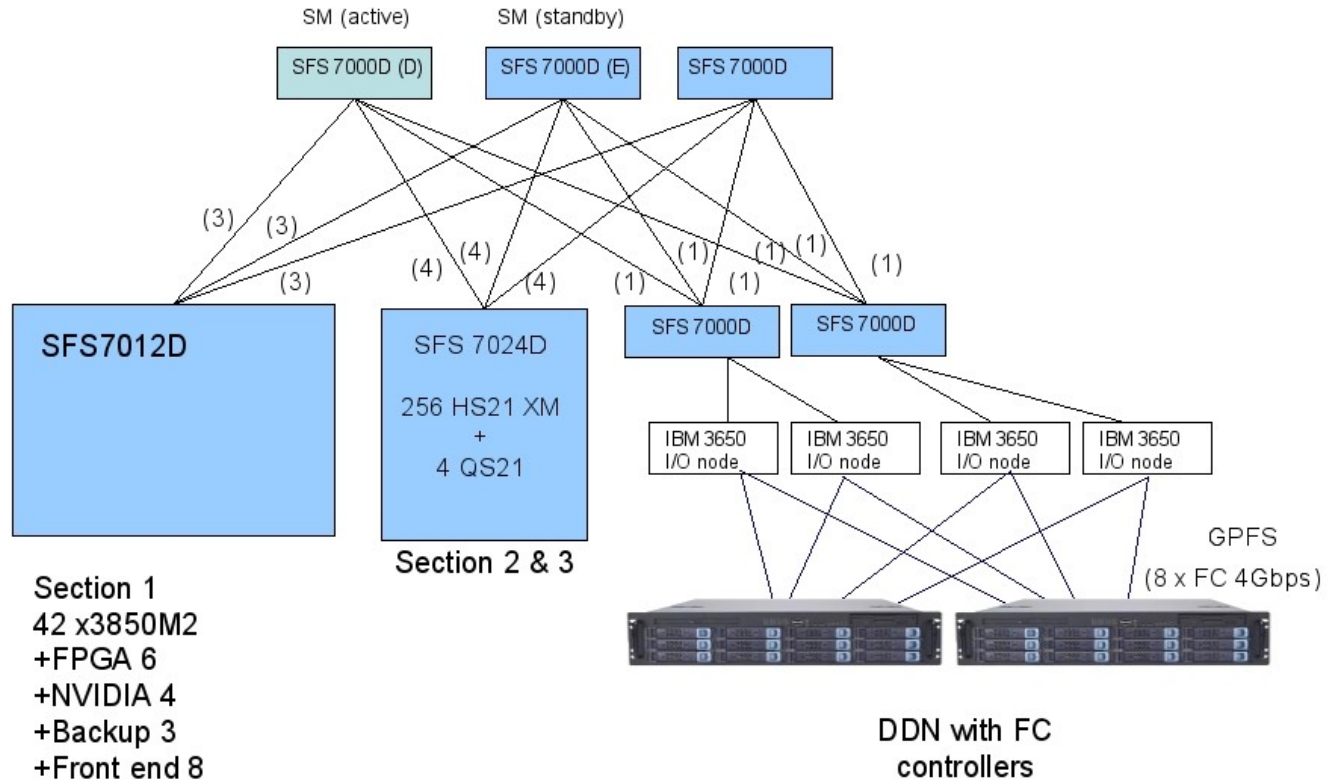 SM (active)
SM (standby)
SFS 7000D (D)
SFS 7000D (E)
SFS 7000D
(3)
(3)
(3)
(4)
(4)
(4)
(1)
(1)
(1)
(1)
(1)
(1)
SFS7012D
SFS 7024D
256 HS21 XM
+
4 QS21
SFS 7000D
SFS 7000D
IBM 3650
I/O node
IBM 3650
I/O node
IBM 3650
I/O node
IBM 3650
I/O node
Section 2 & 3
GPFS
(8 x FC 4Gbps)
Section 1
42 x3850M2
+FPGA 6
+NVIDIA 4
+Backup 3
+Front end 8
DDN with FC
controllers